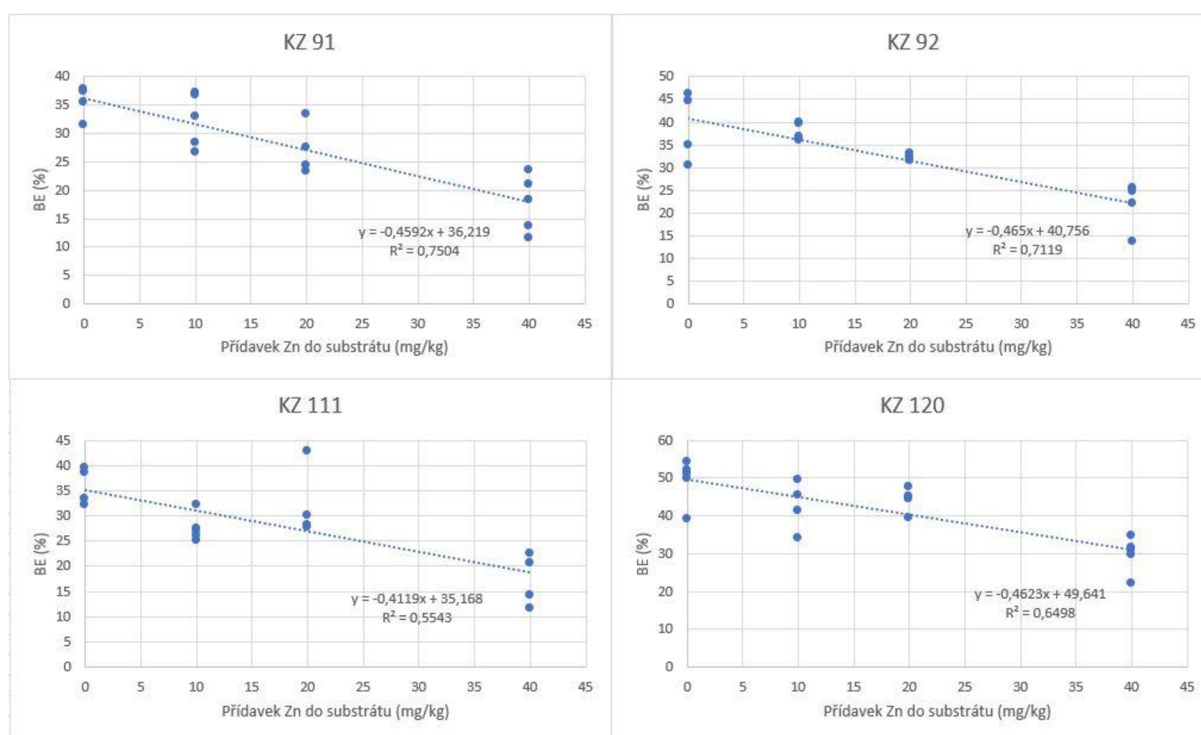 KZ 91
40
35
30
25
20
15
10
5
0
BE (%)
y = -0,4592x + 36,219
R² = 0,7504
0 5 10 15 20 25 30 35 40 45
Přídavek Zn do substrátu (mg/kg)
KZ 92
50
45
40
35
30
25
20
15
10
5
0
BE (%)
y = -0,465x + 40,756
R² = 0,7119
0 5 10 15 20 25 30 35 40 45
Přídavek Zn do substrátu (mg/kg)
KZ 111
45
40
35
30
25
20
15
10
5
0
BE (%)
y = -0,4119x + 35,168
R² = 0,5543
0 5 10 15 20 25 30 35 40 45
Přídavek Zn do substrátu (mg/kg)
KZ 120
60
50
40
30
20
10
0
BE (%)
y = -0,4623x + 49,641
R² = 0,6498
0 5 10 15 20 25 30 35 40 45
Přídavek Zn do substrátu (mg/kg)